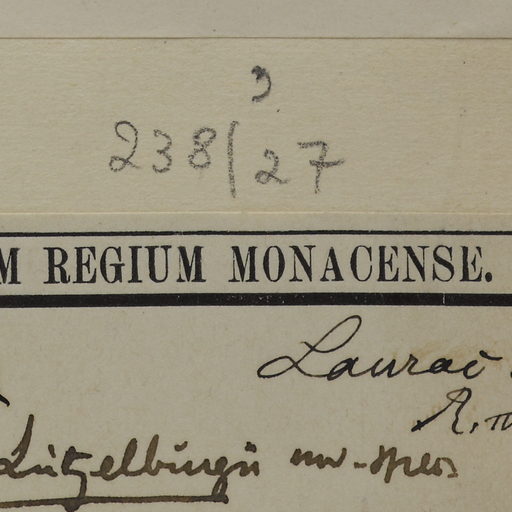 238/27
M REGIUM MONACENSE.
Laurac
R. m
Lützelburgii nov. spec.